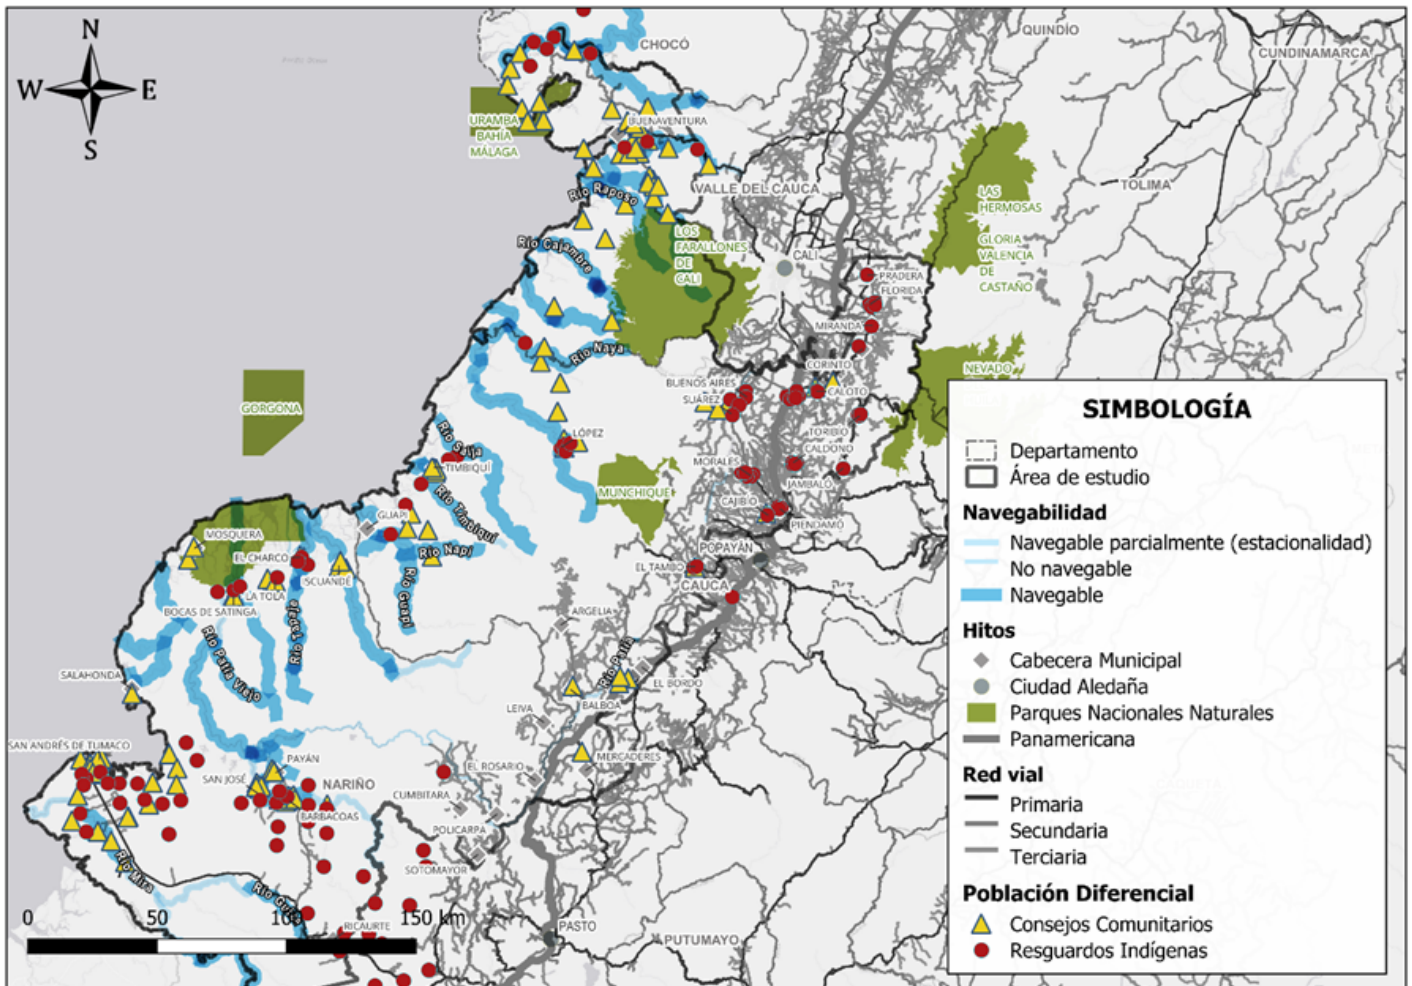 N
W
E
S
CHOCÓ
QUINDÍO
CUNDINAMARCA
URAMBA
BAHÍA
MÁLAGA
BUENAVENTURA
Río Raposo
VALLE DEL CAUCA
TOLIMA
LAS
HERMOSAS
-
GLORIA
VALENCIA
DE
CASTAÑO
LOS
FARALLONES
DE
CALI
Río Cajambre
CALI
PRADERA
FLORIDA
MIRANDA
Río Naya
CORINTO
NEVADO
BUENOS AIRES
SUÁREZ
CALOTO
GORGONA
LÓPEZ
TORIBIO
Río Saija
TIMBIQUÍ
MORALES
CALDONO
JAMBALÓ
MUNCHIQUE
CAJIBÍO
Río Timbiquí
GUAPI
PIENDAMÓ
MOSQUERA
POPAYÁN
Río Napi
EL CHARCO
EL TAMBO
ISCUANDÉ
CAUCA
LA TOLA
BOCAS DE SATINGA
Río Guapi
ARGELIA
Río Tapaje
Río Patía Viejo
Río Patía
SALAHONDA
EL BORDO
BALBOA
LEIVA
SAN ANDRÉS DE TUMACO
PAYÁN
MERCADERES
SAN JOSÉ
EL ROSARIO
NARIÑO
CUMBITARA
BARBACOAS
POLICARPA
Río Mira
SOTOMAYOR
RICAURTE
PASTO
PUTUMAYO
0
50
100
150 km
SIMBOLOGÍA
Departamento
Área de estudio
Navegabilidad
Navegable parcialmente (estacionalidad)
No navegable
Navegable
Hitos
Cabecera Municipal
Ciudad Aledaña
Parques Nacionales Naturales
Panamericana
Red vial
Primaria
Secundaria
Terciaria
Población Diferencial
Consejos Comunitarios
Resguardos Indígenas